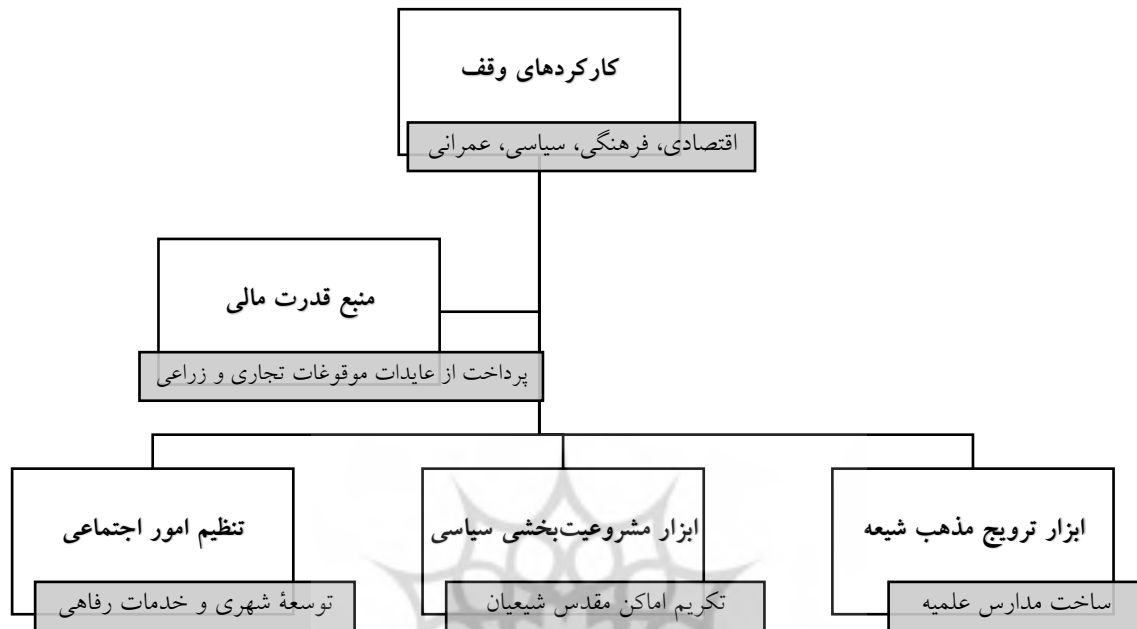 کارکردهای وقف
اقتصادی، فرهنگی، سیاسی، عمرانی
منبع قدرت مالی
پرداخت از عایدات موقوغات تجاری و زراعی
ابزار ترویج مذهب شیعه
ساخت مدارس علمیه
ابزار مشروعیت‌بخشی سیاسی
تکریم اماکن مقدس شیعیان
تنظیم امور اجتماعی
توسعهٔ شهری و خدمات رفاهی